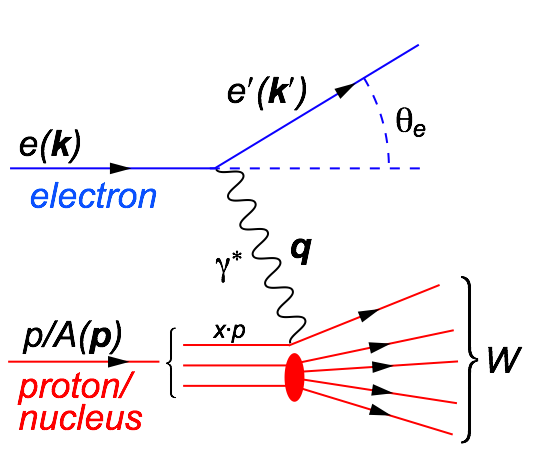 e′(k′)
θe
e(k)
electron
γ* q
p/A(p)
x·p
proton/
nucleus
W